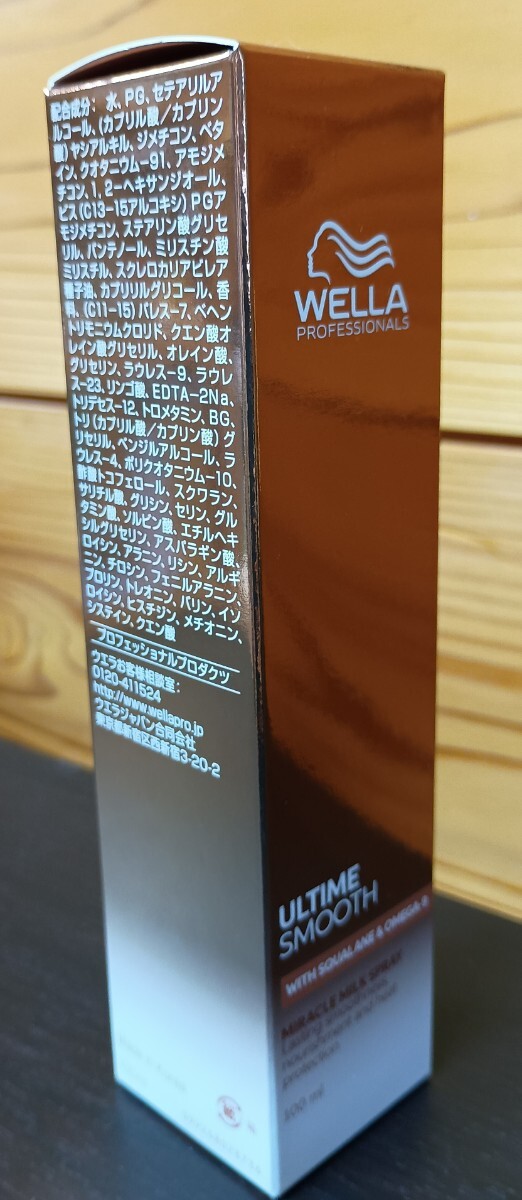 配合成分: 水、PG、セテアリルア
ルコール、(カプリル酸/カプリン
酸)ヤシアルキル、ジメチコン、ベタ
イン、クオタニウム-91、アモジメ
チコン、1,2-ヘキサンジオール、
ビス(C13-15アルコキシ)PGア
モジメチコン、ステアリン酸グリセ
リル、パンテノール、ミリスチン酸
ミリスチル、スクレロカリアビレア
種子油、カプリリルグリコール、香
料、(C11-15)パレス-7、ベヘン
トリモニウムクロリド、クエン酸オ
レイン酸グリセリル、オレイン酸、
グリセリン、ラウレス-9、ラウレ
ス-23、リンゴ酸、EDTA-2Na、
トリデセス-12、トロメタミン、BG、
トリ(カプリル酸/カプリン酸)グ
リセリル、ベンジルアルコール、ラ
ウレス-4、ポリクオタニウム-10、
酢酸トコフェロール、スクワラン、
サリチル酸、グリシン、セリン、グル
タミン酸、ソルビン酸、エチルヘキ
シルグリセリン、アスパラギン酸、
ロイシン、アラニン、リシン、アルギ
ニン、チロシン、フェニルアラニン、
プロリン、トレオニン、バリン、イソ
ロイシン、ヒスチジン、メチオニン、
システイン、クエン酸
プロフェッショナルプロダクツ
ウエラお客様相談室:
0120-411524
http://www.wellapro.jp
ウエラジャパン合同会社
東京都新宿区西新宿3-20-2
WELLA
PROFESSIONALS
ULTIME
SMOOTH
WITH SQUALANE & OMEGA-9
MIRACLE MILK SPRAY
Lasting smoothness,
nourishment and heat
protection
100 ml